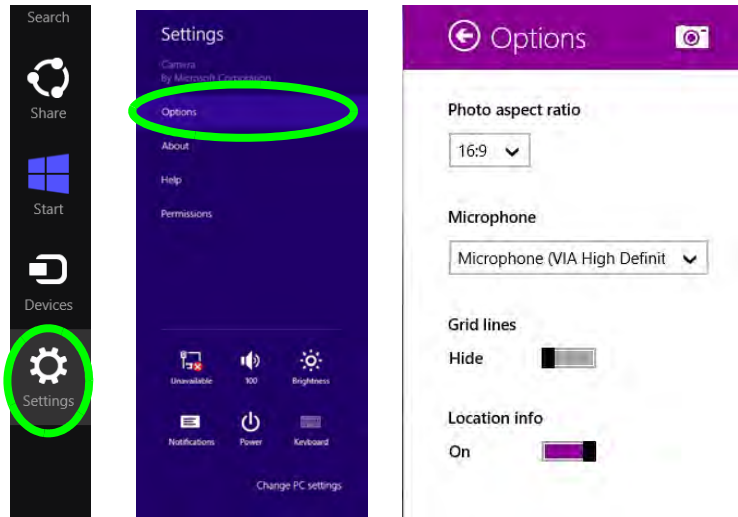 Search
Share
Start
Devices
Settings
Settings
Camera
By Microsoft Corporation
Options
About
Help
Permissions
Unavailable
100
Brightness
Notifications
Power
Keyboard
Change PC settings
Options
Photo aspect ratio
16:9
Microphone
Microphone (VIA High Definit
Grid lines
Hide
Location info
On